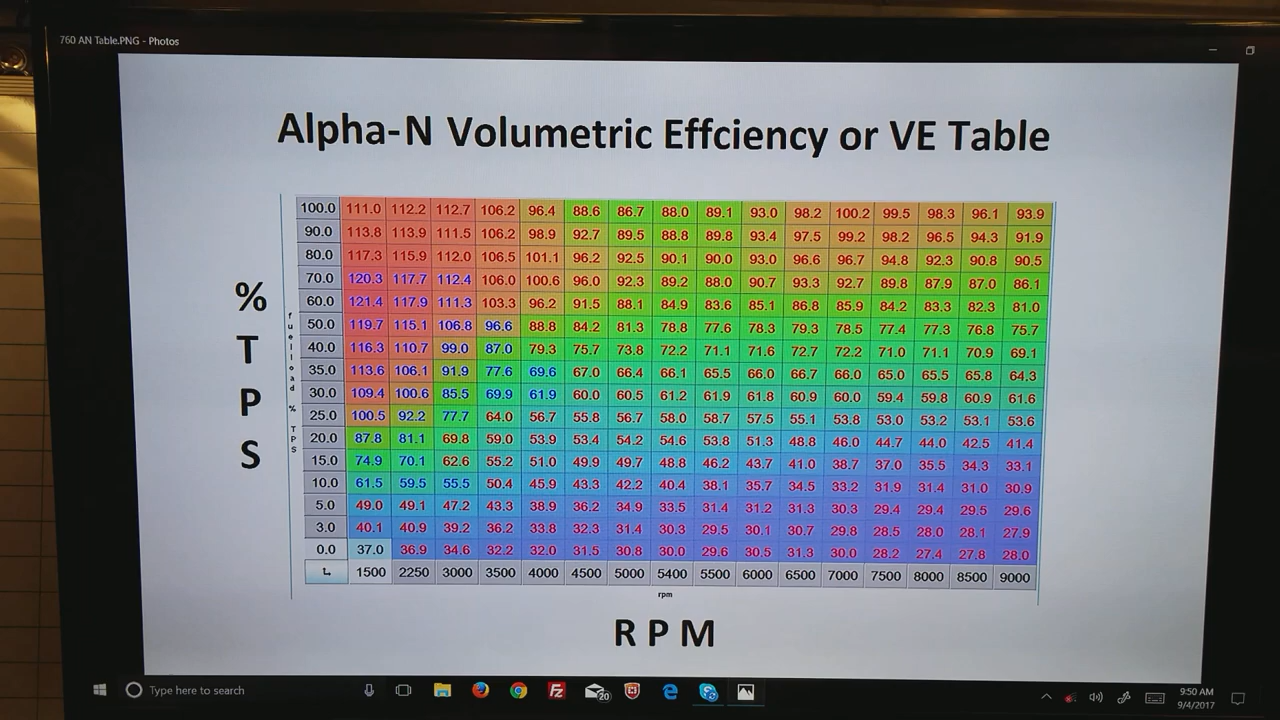 760 AN Table.PNG - Photos
Alpha-N Volumetric Effciency or VE Table
% TPS
fuelload % TPS
100.0 111.0 112.2 112.7 106.2 96.4 88.6 86.7 88.0 89.1 93.0 98.2 100.2 99.5 98.3 96.1 93.9
90.0 113.8 113.9 111.5 106.2 98.9 92.7 89.5 88.8 89.8 93.4 97.5 99.2 98.2 96.5 94.3 91.9
80.0 117.3 115.9 112.0 106.5 101.1 96.2 92.5 90.1 90.0 93.0 96.6 96.7 94.8 92.3 90.8 90.5
70.0 120.3 117.7 112.4 106.0 100.6 96.0 92.3 89.2 88.0 90.7 93.3 92.7 89.8 87.9 87.0 86.1
60.0 121.4 117.9 111.3 103.3 96.2 91.5 88.1 84.9 83.6 85.1 86.8 85.9 84.2 83.3 82.3 81.0
50.0 119.7 115.1 106.8 96.6 88.8 84.2 81.3 78.8 77.6 78.3 79.3 78.5 77.4 77.3 76.8 75.7
40.0 116.3 110.7 99.0 87.0 79.3 75.7 73.8 72.2 71.1 71.6 72.7 72.2 71.0 71.1 70.9 69.1
35.0 113.6 106.1 91.9 77.6 69.6 67.0 66.4 66.1 65.5 66.0 66.7 66.0 65.0 65.5 65.8 64.3
30.0 109.4 100.6 85.5 69.9 61.9 60.0 60.5 61.2 61.9 61.8 60.9 60.0 59.4 59.8 60.9 61.6
25.0 100.5 92.2 77.7 64.0 56.7 55.8 56.7 58.0 58.7 57.5 55.1 53.8 53.0 53.2 53.1 53.6
20.0 87.8 81.1 69.8 59.0 53.9 53.4 54.2 54.6 53.8 51.3 48.8 46.0 44.7 44.0 42.5 41.4
15.0 74.9 70.1 62.6 55.2 51.0 49.9 49.7 48.8 46.2 43.7 41.0 38.7 37.0 35.5 34.3 33.1
10.0 61.5 59.5 55.5 50.4 45.9 43.3 42.2 40.4 38.1 35.7 34.5 33.2 31.9 31.4 31.0 30.9
5.0 49.0 49.1 47.2 43.3 38.9 36.2 34.9 33.5 31.4 31.2 31.3 30.3 29.4 29.4 29.5 29.6
3.0 40.1 40.9 39.2 36.2 33.8 32.3 31.4 30.3 29.5 30.1 30.7 29.8 28.5 28.0 28.1 27.9
0.0 37.0 36.9 34.6 32.2 32.0 31.5 30.8 30.0 29.6 30.5 31.3 30.0 28.2 27.4 27.8 28.0
1500 2250 3000 3500 4000 4500 5000 5400 5500 6000 6500 7000 7500 8000 8500 9000
rpm
RPM
Type here to search
20
9:50 AM
9/4/2017